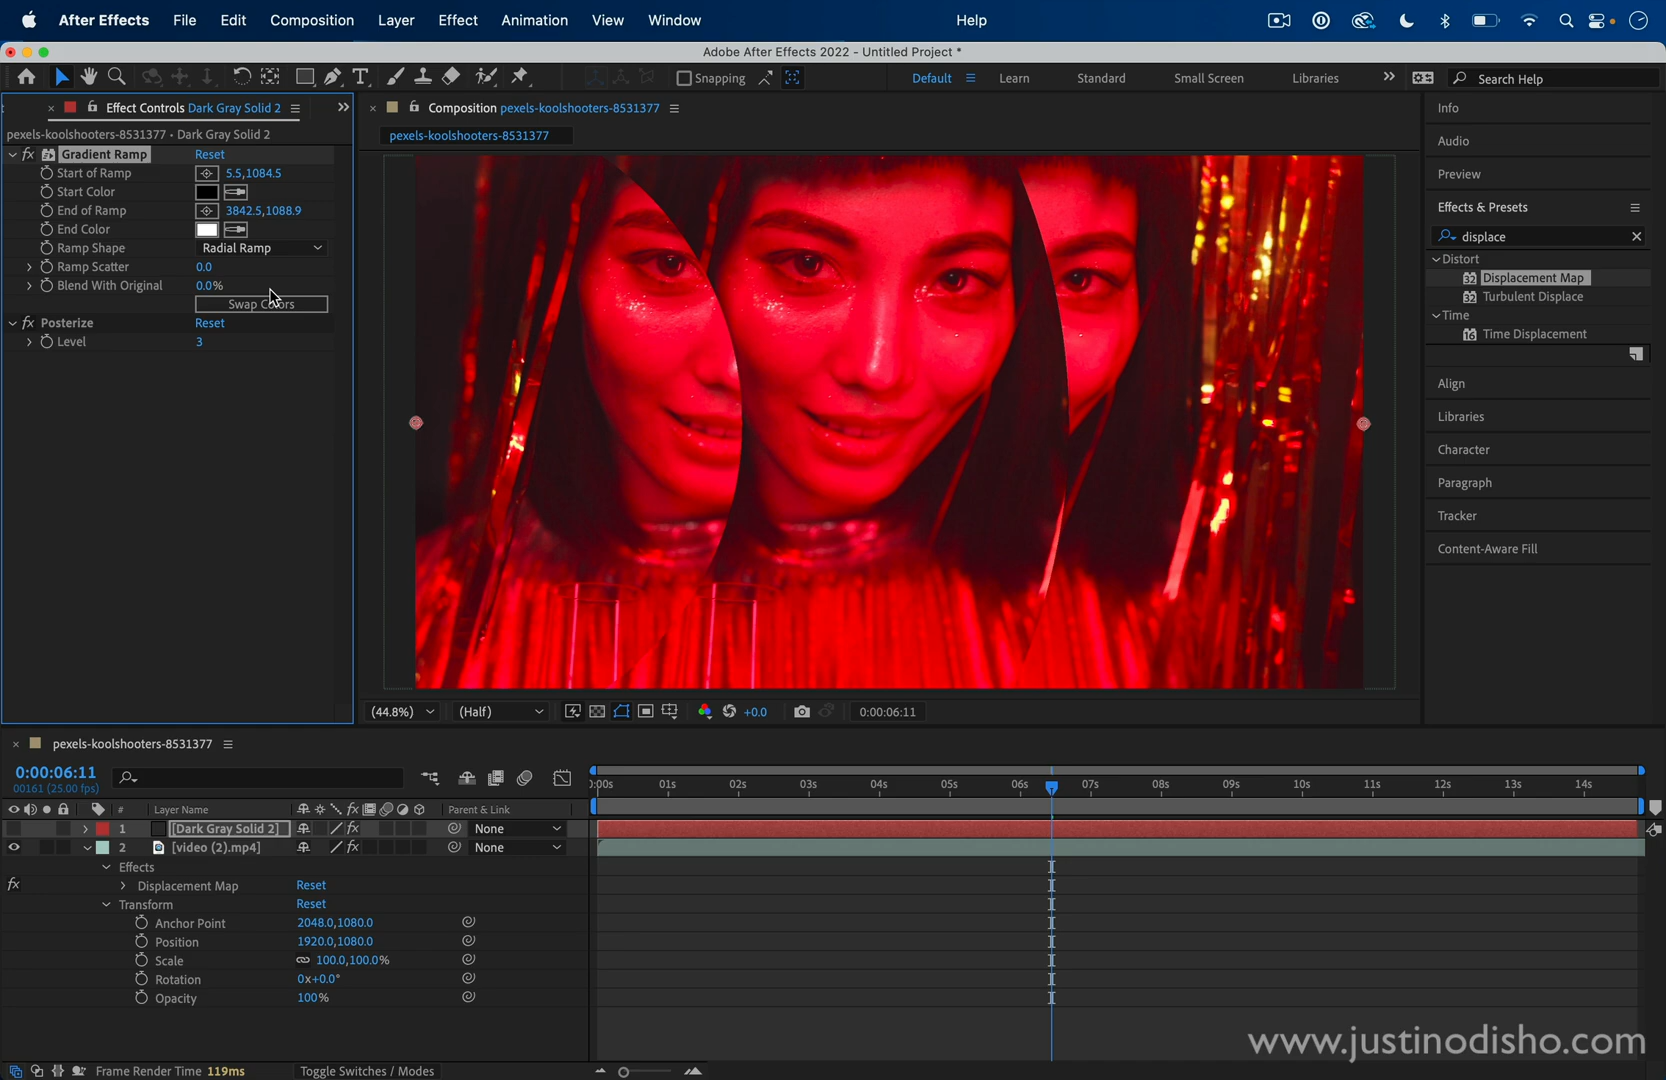 After Effects File Edit Composition Layer Effect Animation View Window Help
Adobe After Effects 2022 - Untitled Project *
Snapping Default Learn Standard Small Screen Libraries Search Help
Effect Controls Dark Gray Solid 2
pexels-koolshooters-8531377 • Dark Gray Solid 2
fx Gradient Ramp Reset
Start of Ramp 5.5,1084.5
Start Color
End of Ramp 3842.5,1088.9
End Color
Ramp Shape Radial Ramp
Ramp Scatter 0.0
Blend With Original 0.0%
Swap Colors
fx Posterize Reset
Level 3
Composition pexels-koolshooters-8531377
pexels-koolshooters-8531377
(44.8%) (Half) +0.0 0:00:06:11
Info
Audio
Preview
Effects & Presets
displace
Distort
32 Displacement Map
32 Turbulent Displace
Time
16 Time Displacement
Align
Libraries
Character
Paragraph
Tracker
Content-Aware Fill
pexels-koolshooters-8531377
0:00:06:11
00161 (25.00 fps)
:00s 01s 02s 03s 04s 05s 06s 07s 08s 09s 10s 11s 12s 13s 14s
# Layer Name fx Parent & Link
1 [Dark Gray Solid 2] fx None
2 [video (2).mp4] fx None
Effects
fx Displacement Map Reset
Transform Reset
Anchor Point 2048.0,1080.0
Position 1920.0,1080.0
Scale 100.0,100.0%
Rotation 0x+0.0°
Opacity 100%
www.justinodisho.com
Frame Render Time 119ms Toggle Switches / Modes